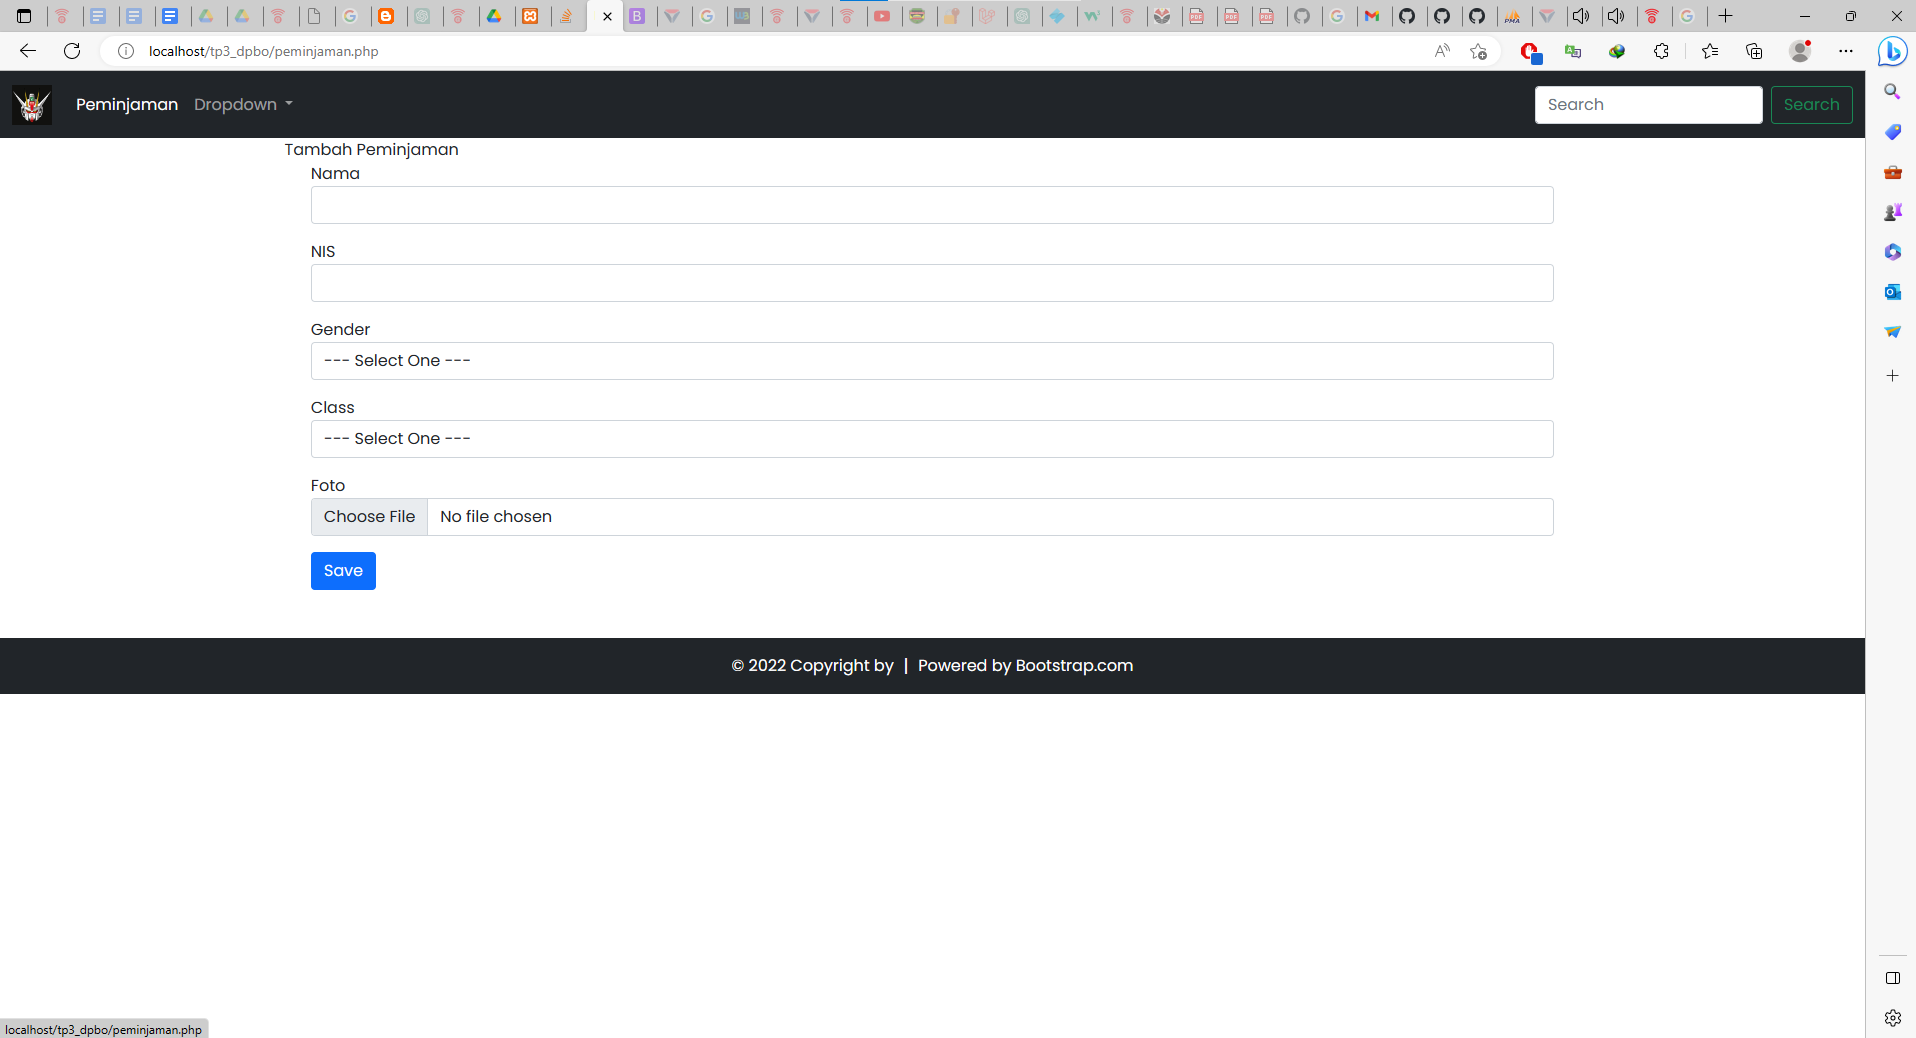 localhost/tp3_dpbo/peminjaman.php
Peminjaman Dropdown
Search Search
Tambah Peminjaman
Nama
NIS
Gender
--- Select One ---
Class
--- Select One ---
Foto
Choose File No file chosen
Save
© 2022 Copyright by | Powered by Bootstrap.com
localhost/tp3_dpbo/peminjaman.php